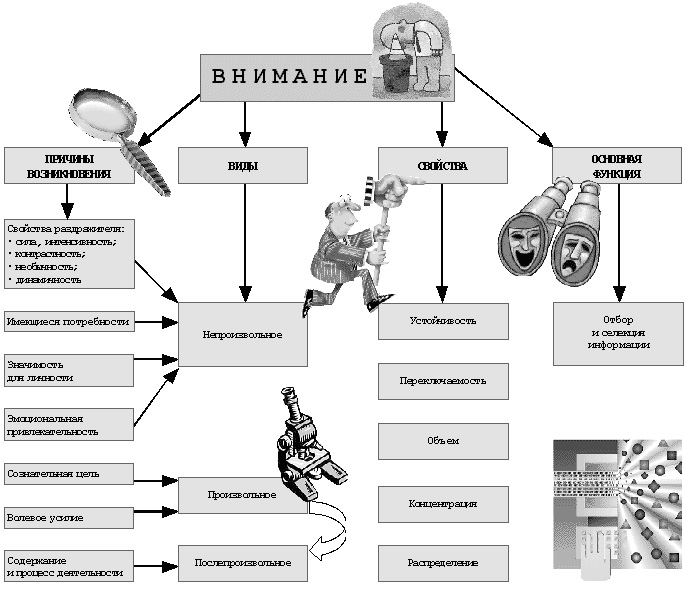 ВНИМАНИЕ
ПРИЧИНЫ
ВОЗНИКНОВЕНИЯ
ВИДЫ
СВОЙСТВА
ОСНОВНАЯ
ФУНКЦИЯ
Свойства раздражителя:
• сила, интенсивность;
• контрастность;
• необычность;
• динамичность
Имеющиеся потребности
Значимость
для личности
Эмоциональная
привлекательность
Сознательная цель
Волевое усилие
Содержание
и процесс деятельности
Непроизвольное
Произвольное
Послепроизвольное
Устойчивость
Переключаемость
Объем
Концентрация
Распределение
Отбор
и селекция
информации